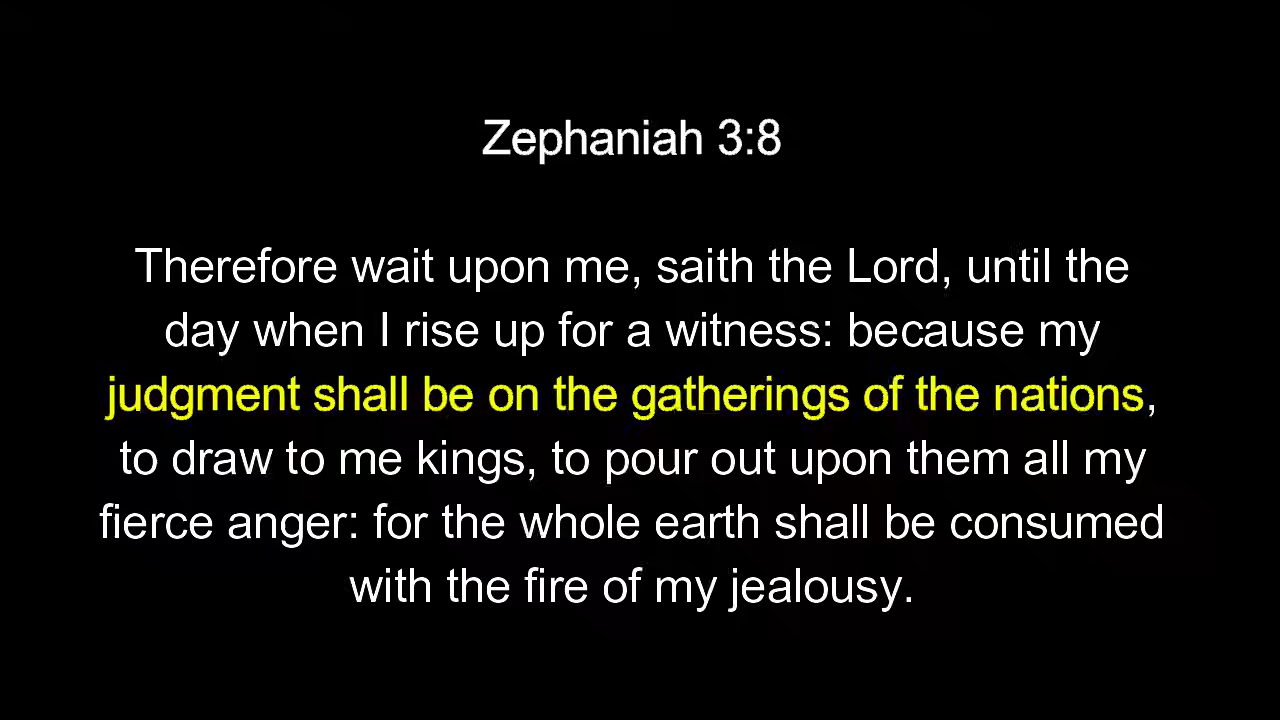 Zephaniah 3:8
Therefore wait upon me, saith the Lord, until the
day when I rise up for a witness: because my
judgment shall be on the gatherings of the nations,
to draw to me kings, to pour out upon them all my
fierce anger: for the whole earth shall be consumed
with the fire of my jealousy.